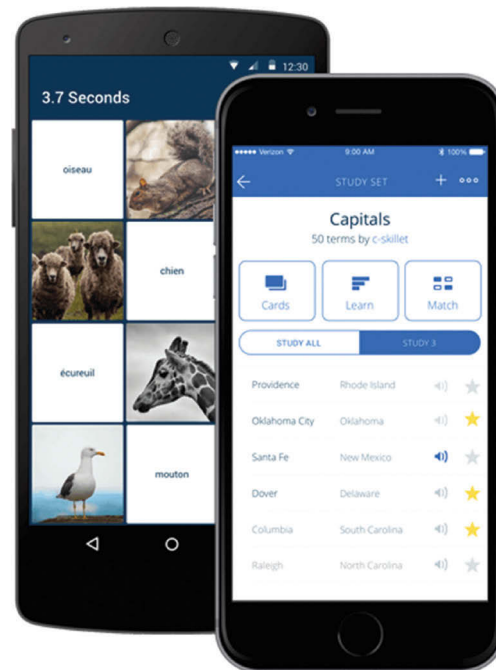 12:30
3.7 Seconds
oiseau
chien
écureuil
mouton
Verizon 9:00 AM 100%
STUDY SET
Capitals
50 terms by c-skillet
Cards Learn Match
STUDY ALL STUDY 3
Providence Rhode Island
Oklahoma City Oklahoma
Santa Fe New Mexico
Dover Delaware
Columbia South Carolina
Raleigh North Carolina